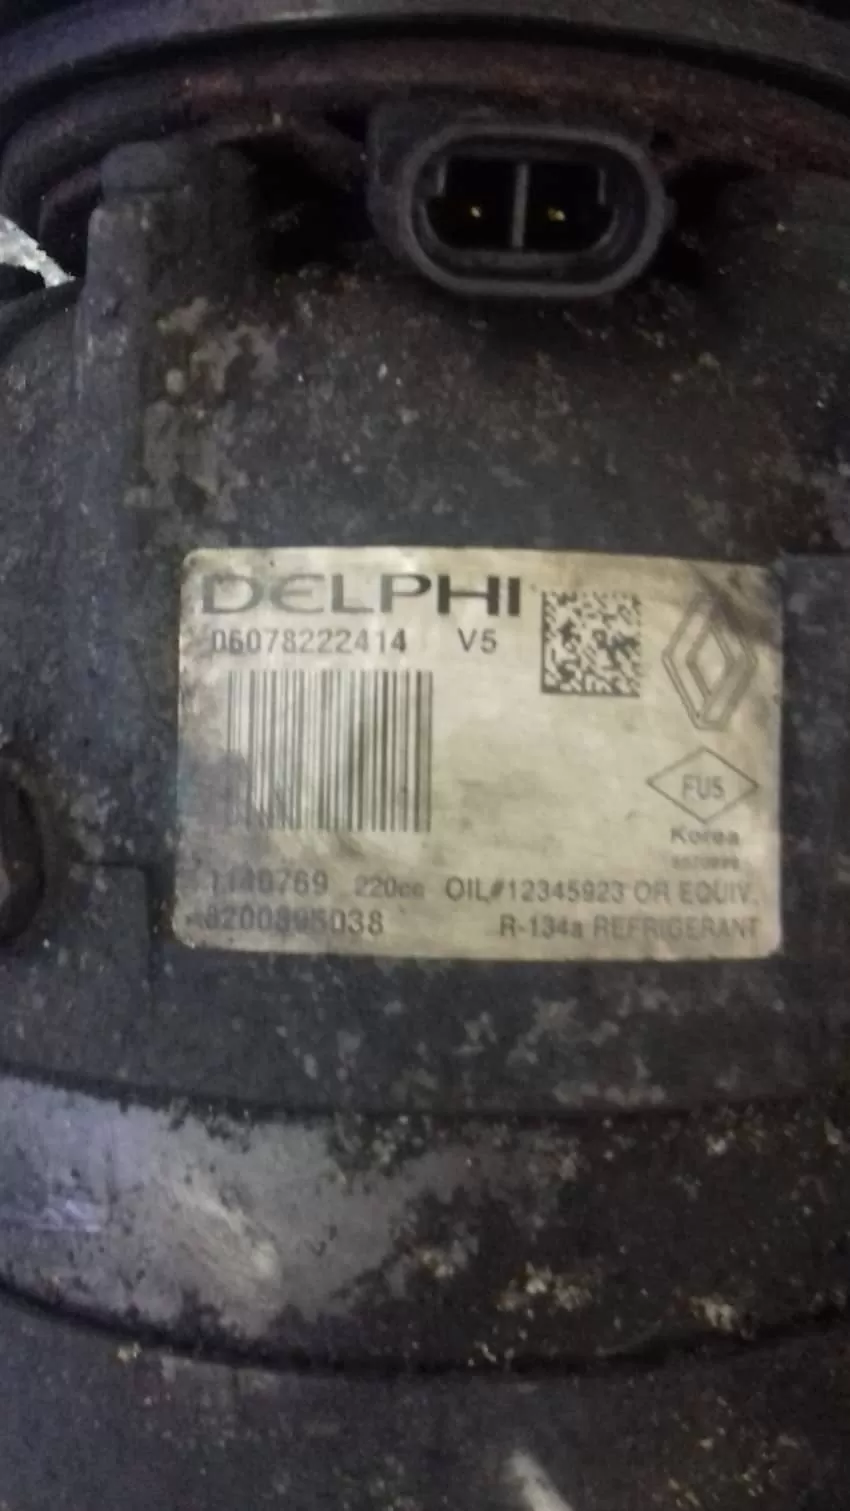 DELPHI
06078222414 V5
FU5
Korea
220cc OIL#12345923 OR EQUIV.
R-134a REFRIGERANT